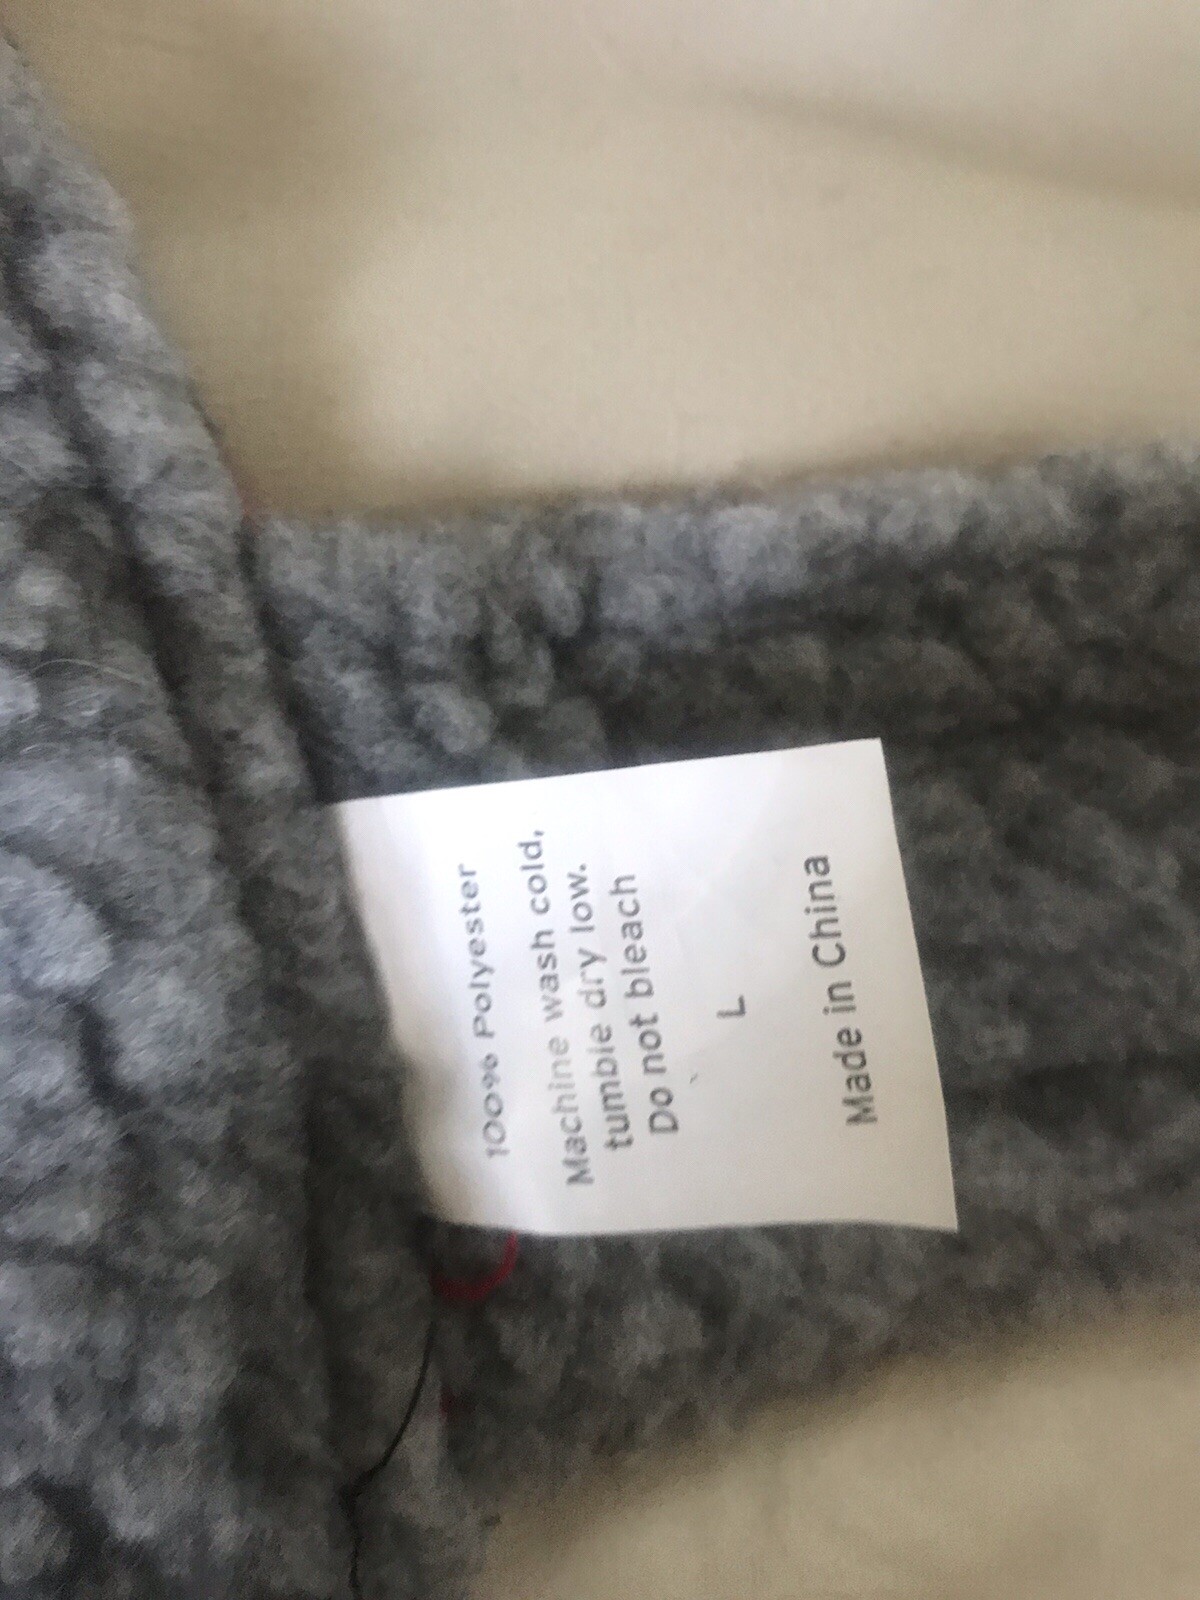 100% Polyester
Machine wash cold,
tumble dry low.
Do not bleach
L
Made in China